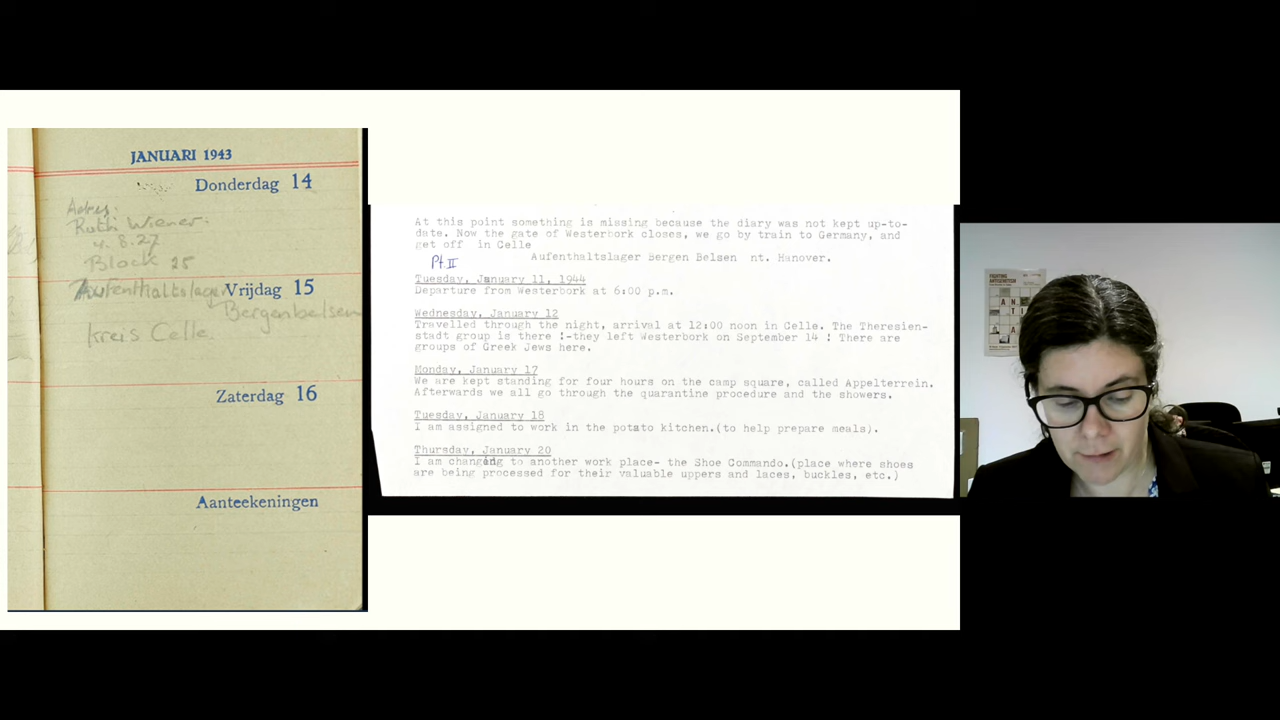 JANUARI 1943
Donderdag 14
Adres:
Ruth Wiener.
4. 8.27
Block 25
Aufenthaltslager
Vrijdag 15
Bergenbelsen
Kreis Celle.
Zaterdag 16
Aanteekeningen
At this point something is missing because the diary was not kept up-to-
date. Now the gate of Westerbork closes, we go by train to Germany, and
get off in Celle
Pt II
Aufenthaltslager Bergen Belsen nt. Hanover.
Tuesday, January 11, 1944
Departure from Westerbork at 6:00 p.m.
Wednesday, January 12
Travelled through the night, arrival at 12:00 noon in Celle. The Theresien-
stadt group is there :-they left Westerbork on September 14 : There are
groups of Greek Jews here.
Monday, January 17
We are kept standing for four hours on the camp square, called Appelterrein.
Afterwards we all go through the quarantine procedure and the showers.
Tuesday, January 18
I am assigned to work in the potato kitchen.(to help prepare meals).
Thursday, January 20
I am changing to another work place- the Shoe Commando.(place where shoes
are being processed for their valuable uppers and laces, buckles, etc.)
FIGHTING
ANTISEMITISM
AN
TI
A